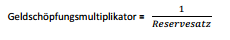 Geldschöpfungsmultiplikator = 1 / Reservesatz